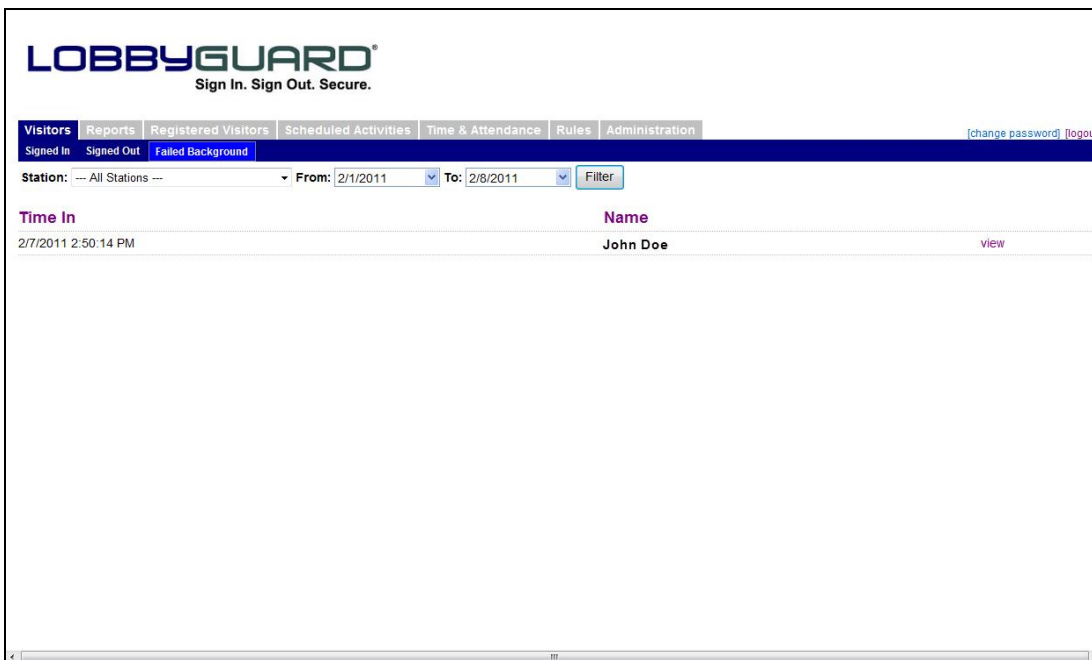 LOBBYGUARD®
Sign In. Sign Out. Secure.
Visitors Reports Registered Visitors Scheduled Activities Time & Attendance Rules Administration
[change password] [logou
Signed In Signed Out Failed Background
Station: --- All Stations --- From: 2/1/2011 To: 2/8/2011 Filter
Time In Name
2/7/2011 2:50:14 PM John Doe view